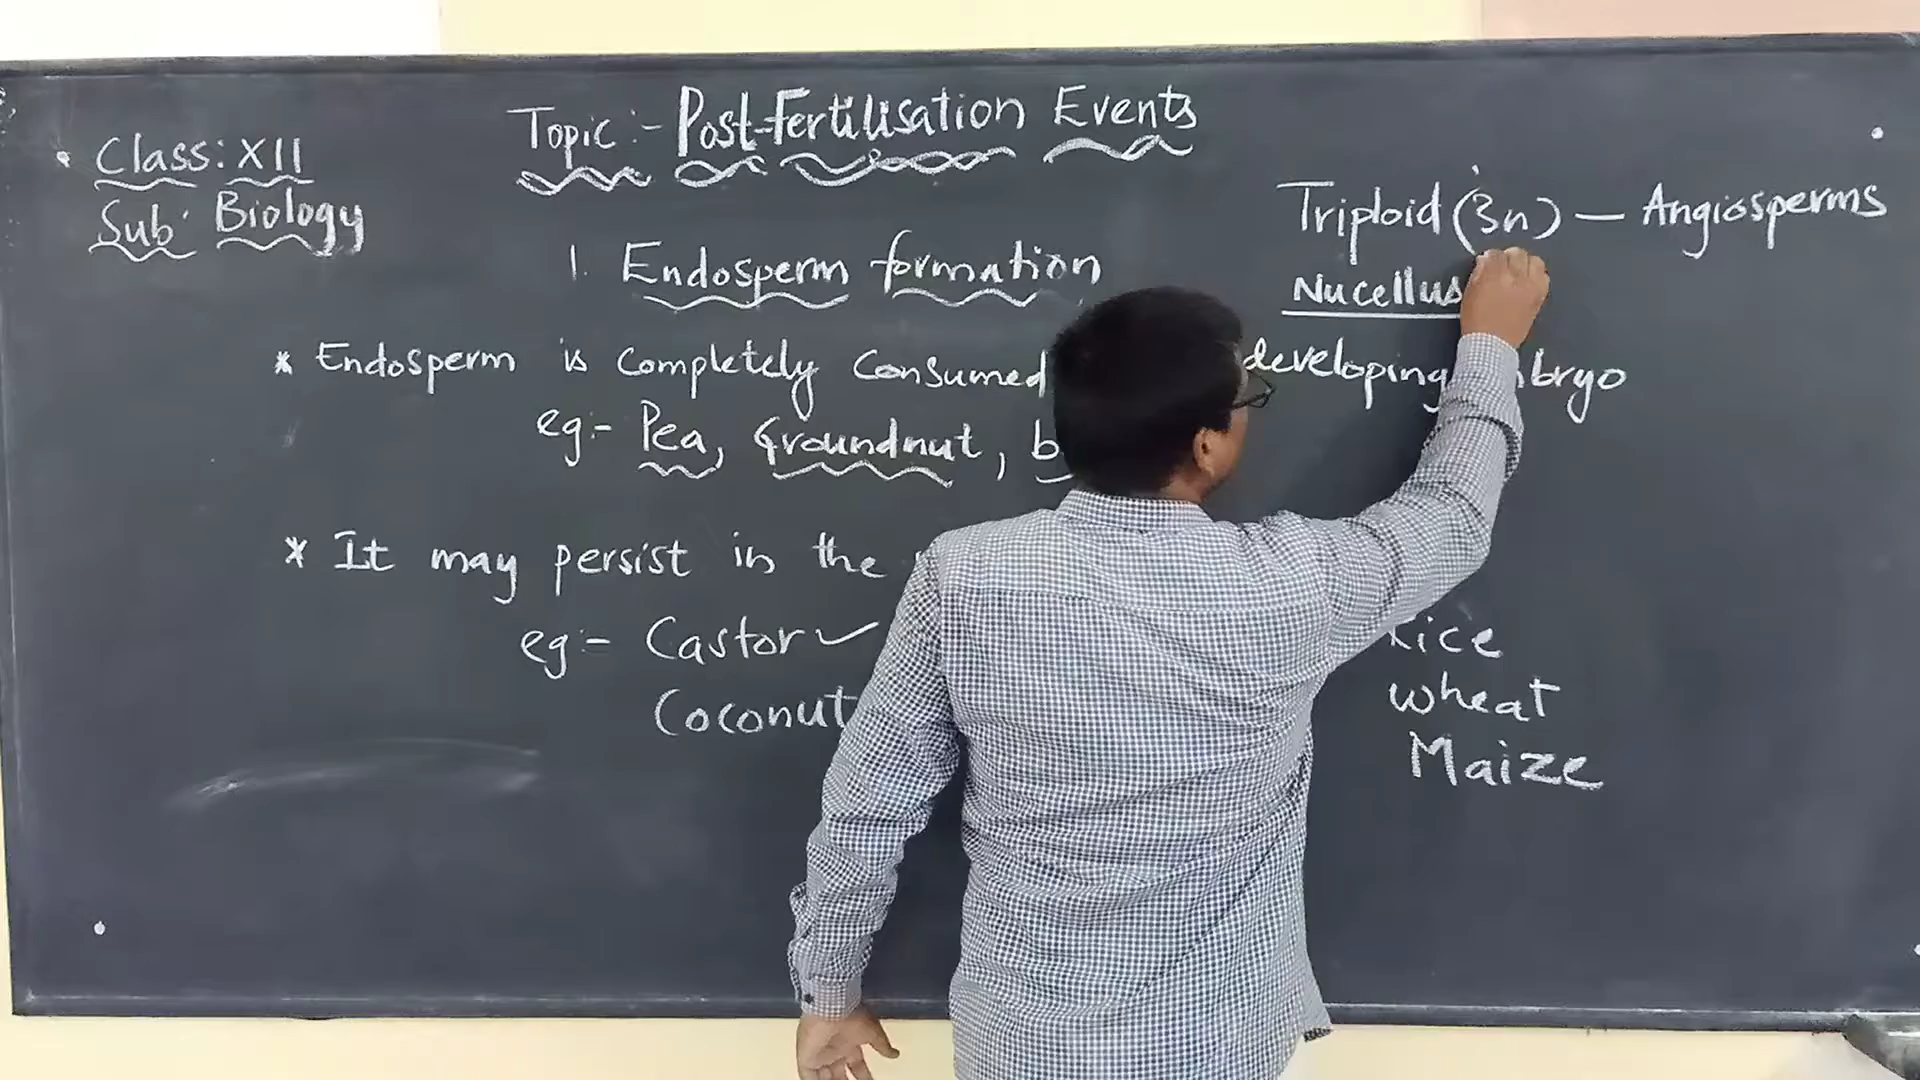 Topic :- Post-Fertilisation Events
Class: XII
Sub: Biology
Triploid (3n) — Angiosperms
1. Endosperm formation
Nucellus
* Endosperm is completely consumed developing
eg:- Pea, Groundnut,
* It may persist in the
eg:- Castor ✓
Coconut
Rice
wheat
Maize